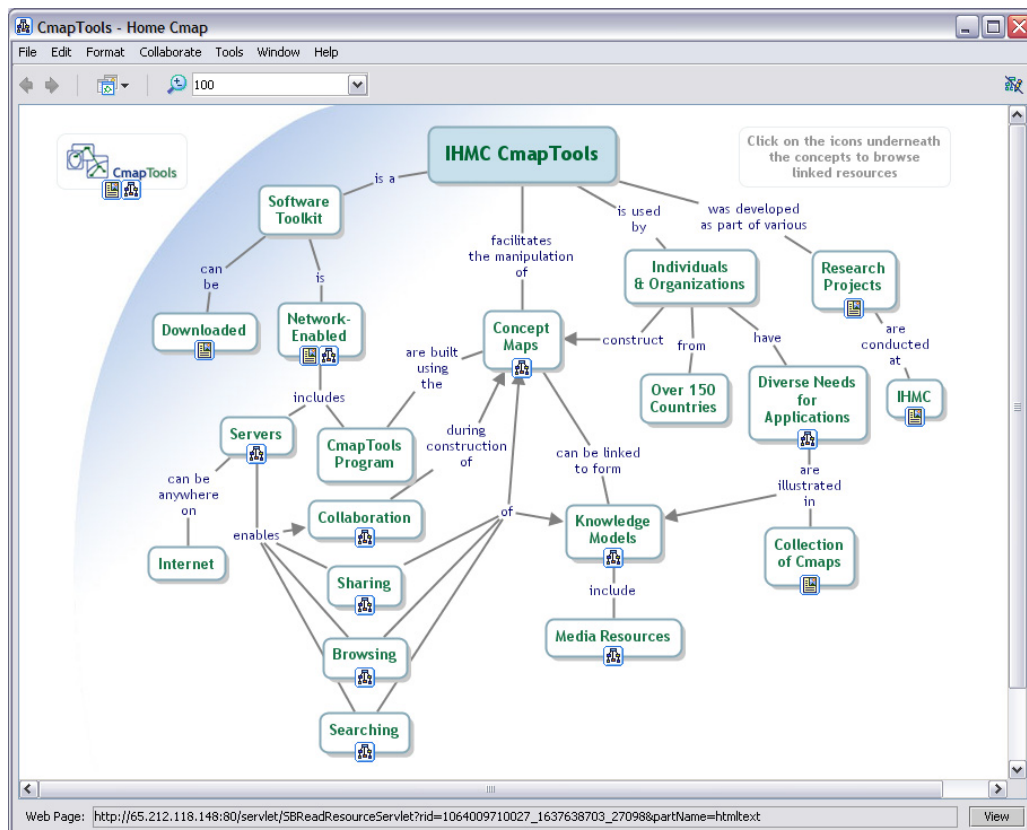 CmapTools - Home Cmap
File Edit Format Collaborate Tools Window Help
100
CmapTools
IHMC CmapTools
Click on the icons underneath
the concepts to browse
linked resources
is a
Software
Toolkit
can
be
is
Downloaded
Network-
Enabled
facilitates
the manipulation
of
is used
by
was developed
as part of various
Individuals
& Organizations
Research
Projects
Concept
Maps
construct
from
have
are
conducted
at
are built
using
the
Over 150
Countries
Diverse Needs
for
Applications
IHMC
includes
Servers
CmapTools
Program
during
construction
of
can be linked
to form
can be
anywhere
on
are
illustrated
in
Internet
enables
Collaboration
of
Knowledge
Models
Collection
of Cmaps
Sharing
include
Browsing
Media Resources
Searching
Web Page: http://65.212.118.148:80/servlet/SBReadResourceServlet?rid=1064009710027_1637638703_27098&partName=htmltext View